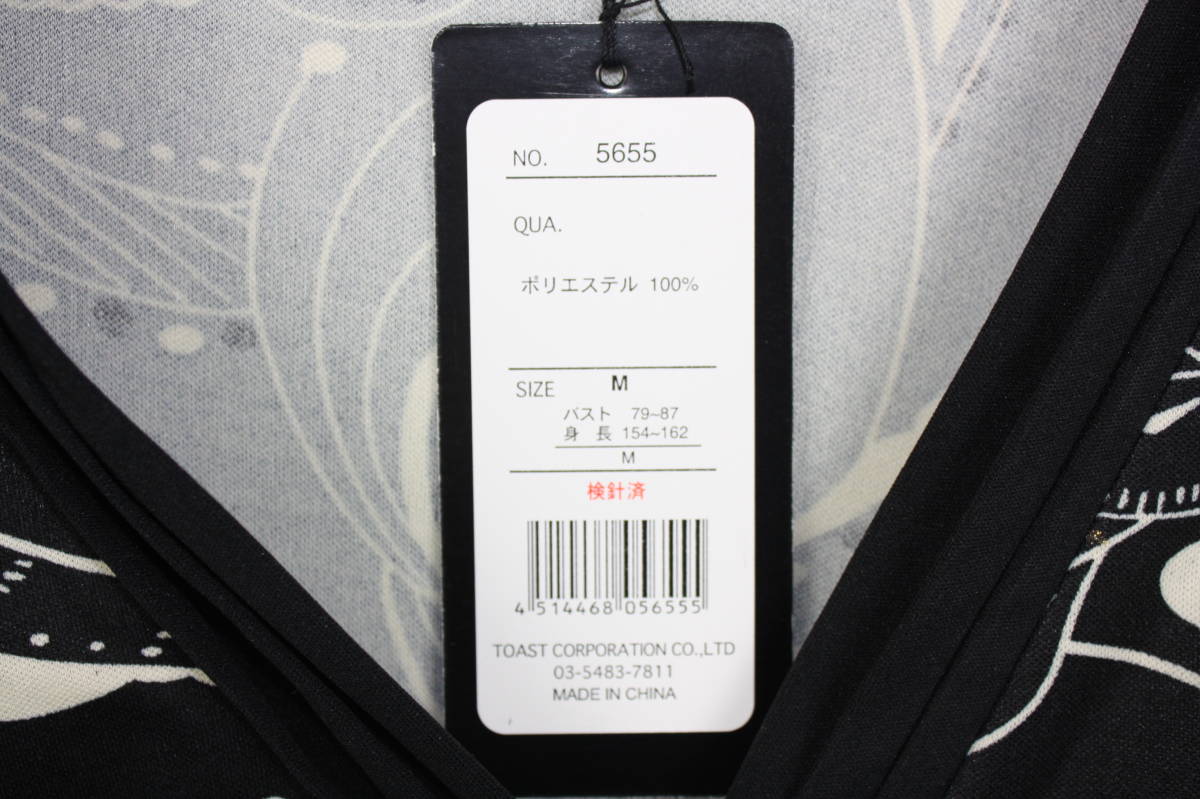 NO. 5655
QUA.
ポリエステル 100%
SIZE M
バスト 79~87
身 長 154~162
M
検針済
4 514468 056555
TOAST CORPORATION CO.,LTD
03-5483-7811
MADE IN CHINA